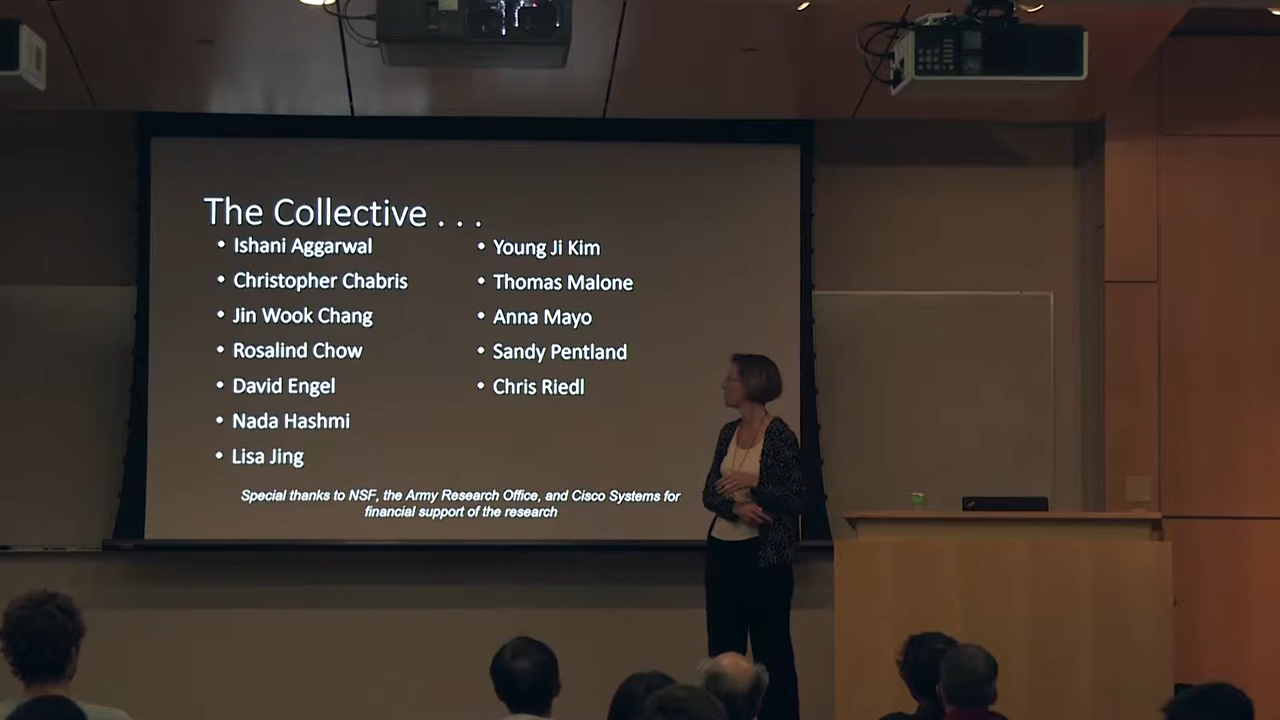 The Collective . . .
• Ishani Aggarwal
• Christopher Chabris
• Jin Wook Chang
• Rosalind Chow
• David Engel
• Nada Hashmi
• Lisa Jing
• Young Ji Kim
• Thomas Malone
• Anna Mayo
• Sandy Pentland
• Chris Riedl
Special thanks to NSF, the Army Research Office, and Cisco Systems for
financial support of the research